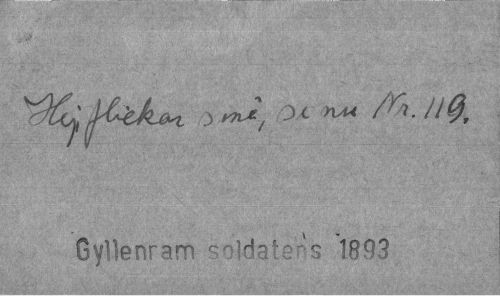 Hej flickor små, se nu Nr. 119.
Gyllenram soldatens 1893